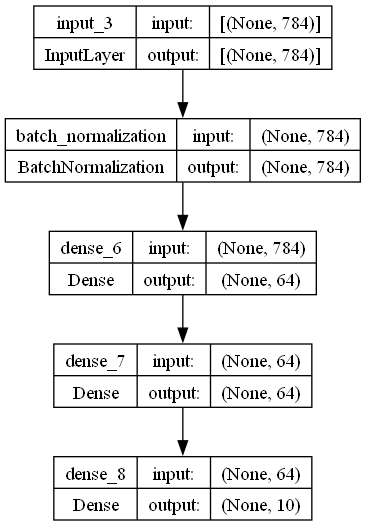 input_3 input: [(None, 784)]
InputLayer output: [(None, 784)]
batch_normalization input: (None, 784)
BatchNormalization output: (None, 784)
dense_6 input: (None, 784)
Dense output: (None, 64)
dense_7 input: (None, 64)
Dense output: (None, 64)
dense_8 input: (None, 64)
Dense output: (None, 10)